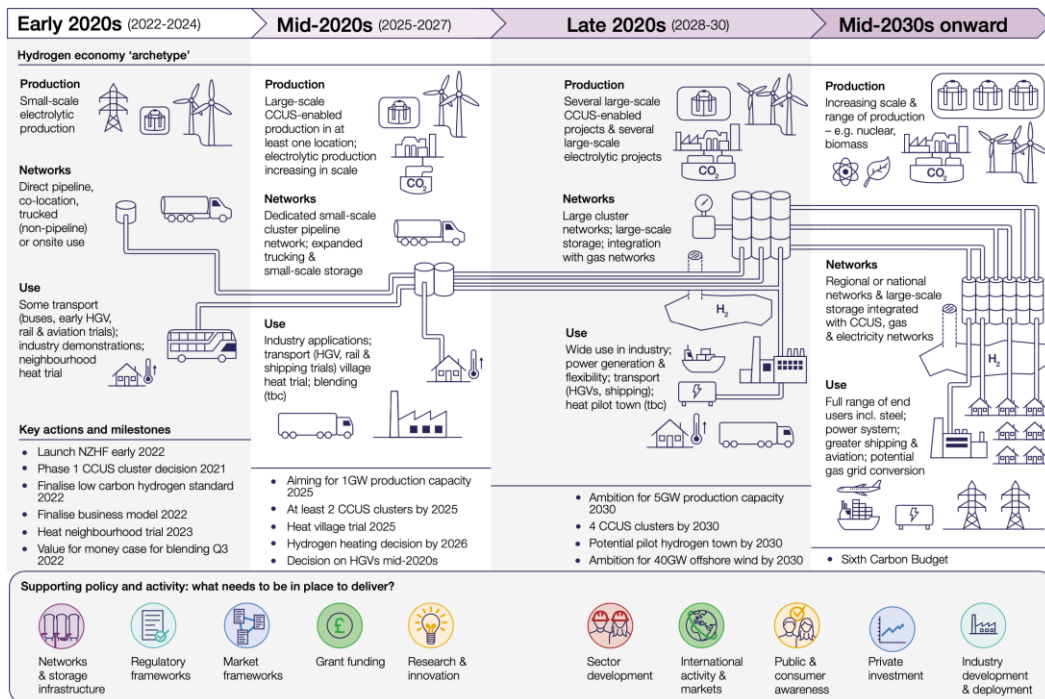 Early 2020s (2022-2024)
Mid-2020s (2025-2027)
Late 2020s (2028-30)
Mid-2030s onward
Hydrogen economy ‘archetype’
Production
Small-scale
electrolytic
production
Networks
Direct pipeline,
co-location,
trucked
(non-pipeline)
or onsite use
Use
Some transport
(buses, early HGV,
rail & aviation trials);
industry demonstrations;
neighbourhood
heat trial
Key actions and milestones
• Launch NZHF early 2022
• Phase 1 CCUS cluster decision 2021
• Finalise low carbon hydrogen standard
2022
• Finalise business model 2022
• Heat neighbourhood trial 2023
• Value for money case for blending Q3
2022
Production
Large-scale
CCUS-enabled
production in at
least one location;
electrolytic production
increasing in scale
CO2
Networks
Dedicated small-scale
cluster pipeline
network; expanded
trucking &
small-scale storage
Use
Industry applications;
transport (HGV, rail &
shipping trials) village
heat trial; blending
(tbc)
• Aiming for 1GW production capacity
2025
• At least 2 CCUS clusters by 2025
• Heat village trial 2025
• Hydrogen heating decision by 2026
• Decision on HGVs mid-2020s
Production
Several large-scale
CCUS-enabled
projects & several
large-scale
electrolytic projects
CO2
Networks
Large cluster
networks; large-scale
storage; integration
with gas networks
H2
Use
Wide use in industry;
power generation &
flexibility; transport
(HGVs, shipping);
heat pilot town (tbc)
• Ambition for 5GW production capacity
2030
• 4 CCUS clusters by 2030
• Potential pilot hydrogen town by 2030
• Ambition for 40GW offshore wind by 2030
Production
Increasing scale &
range of production
– e.g. nuclear,
biomass
CO2
Networks
Regional or national
networks & large-scale
storage integrated
with CCUS, gas
& electricity networks
H2
Use
Full range of end
users incl. steel;
power system;
greater shipping &
aviation; potential
gas grid conversion
• Sixth Carbon Budget
Supporting policy and activity: what needs to be in place to deliver?
Networks
& storage
infrastructure
Regulatory
frameworks
Market
frameworks
£
Grant funding
Research &
innovation
Sector
development
International
activity &
markets
Public &
consumer
awareness
Private
investment
Industry
development
& deployment